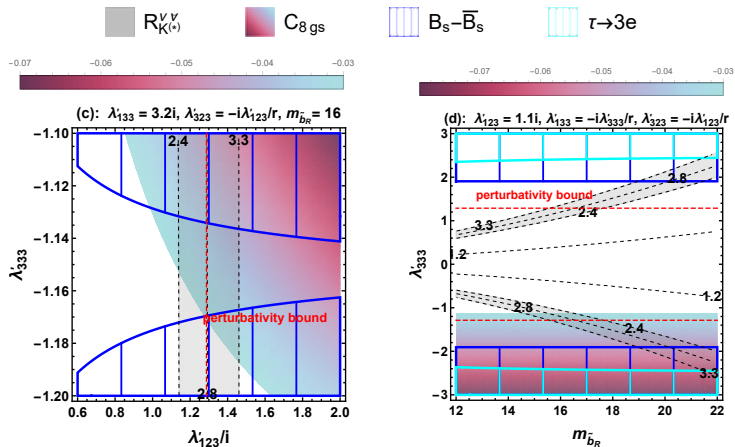 R^{νν̄}_{K^{(*)}} C_{8 gs} B_s−B̄_s τ→3e
−0.07 −0.06 −0.05 −0.04 −0.03
(c): λ'_{133} = 3.2i, λ'_{323} = −iλ'_{123}/r, m_{b̃_R} = 16
2.4 3.3
−1.10
−1.12
−1.14
−1.16
−1.18
−1.20
λ'_{333}
perturbativity bound
2.8
0.6 0.8 1.0 1.2 1.4 1.6 1.8 2.0
λ'_{123}/i
−0.07 −0.06 −0.05 −0.04 −0.03
(d): λ'_{123} = 1.1i, λ'_{133} = −iλ'_{333}/r, λ'_{323} = −iλ'_{123}/r
3
2
1
0
−1
−2
−3
λ'_{333}
2.8
perturbativity bound
3.3 2.4
1.2
1.2
2.8
2.4
3.3
12 14 16 18 20 22
m_{b̃_R}